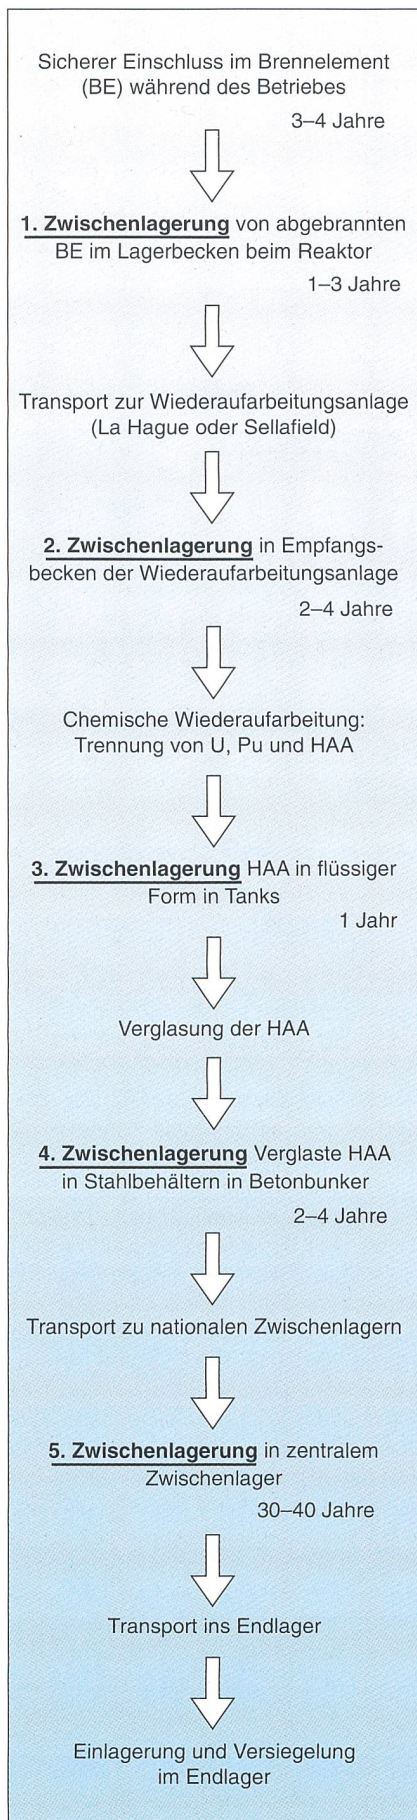 Sicherer Einschluss im Brennelement
(BE) während des Betriebes
3–4 Jahre
1. Zwischenlagerung von abgebrannten
BE im Lagerbecken beim Reaktor
1–3 Jahre
Transport zur Wiederaufarbeitungsanlage
(La Hague oder Sellafield)
2. Zwischenlagerung in Empfangs-
becken der Wiederaufarbeitungsanlage
2–4 Jahre
Chemische Wiederaufarbeitung:
Trennung von U, Pu und HAA
3. Zwischenlagerung HAA in flüssiger
Form in Tanks
1 Jahr
Verglasung der HAA
4. Zwischenlagerung Verglaste HAA
in Stahlbehältern in Betonbunker
2–4 Jahre
Transport zu nationalen Zwischenlagern
5. Zwischenlagerung in zentralem
Zwischenlager
30–40 Jahre
Transport ins Endlager
Einlagerung und Versiegelung
im Endlager